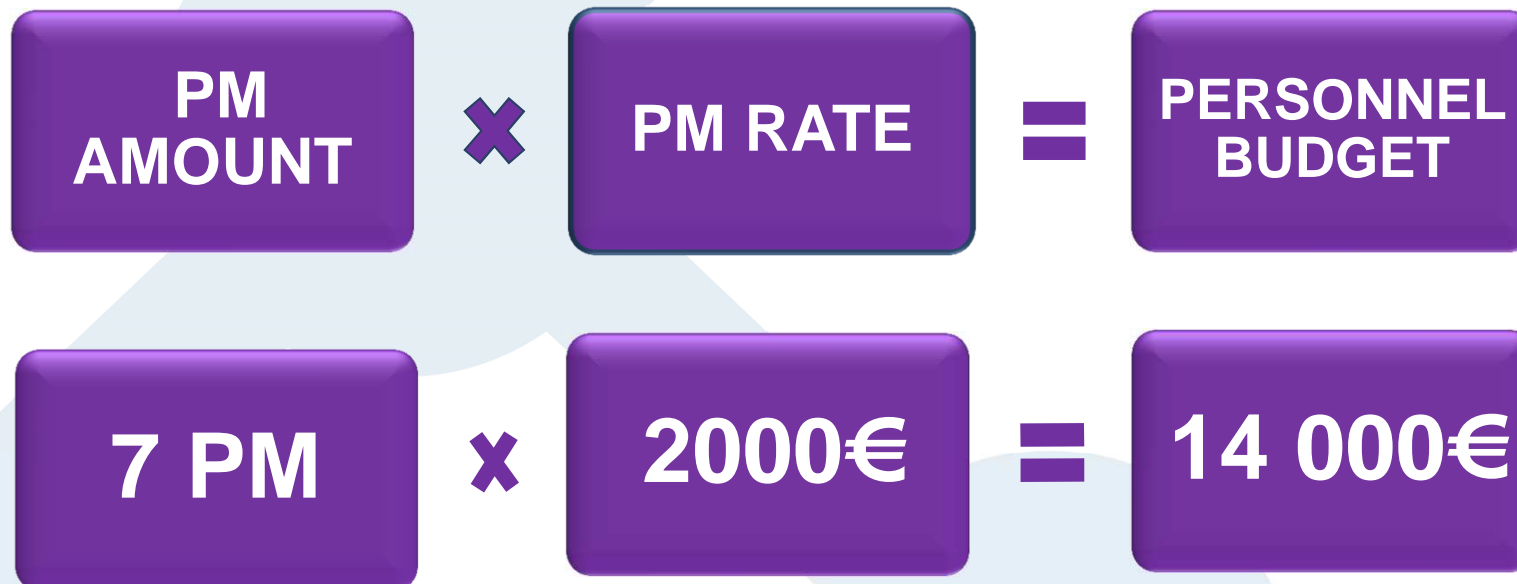 PM
AMOUNT
PM RATE
PERSONNEL
BUDGET
7 PM
2000€
14 000€